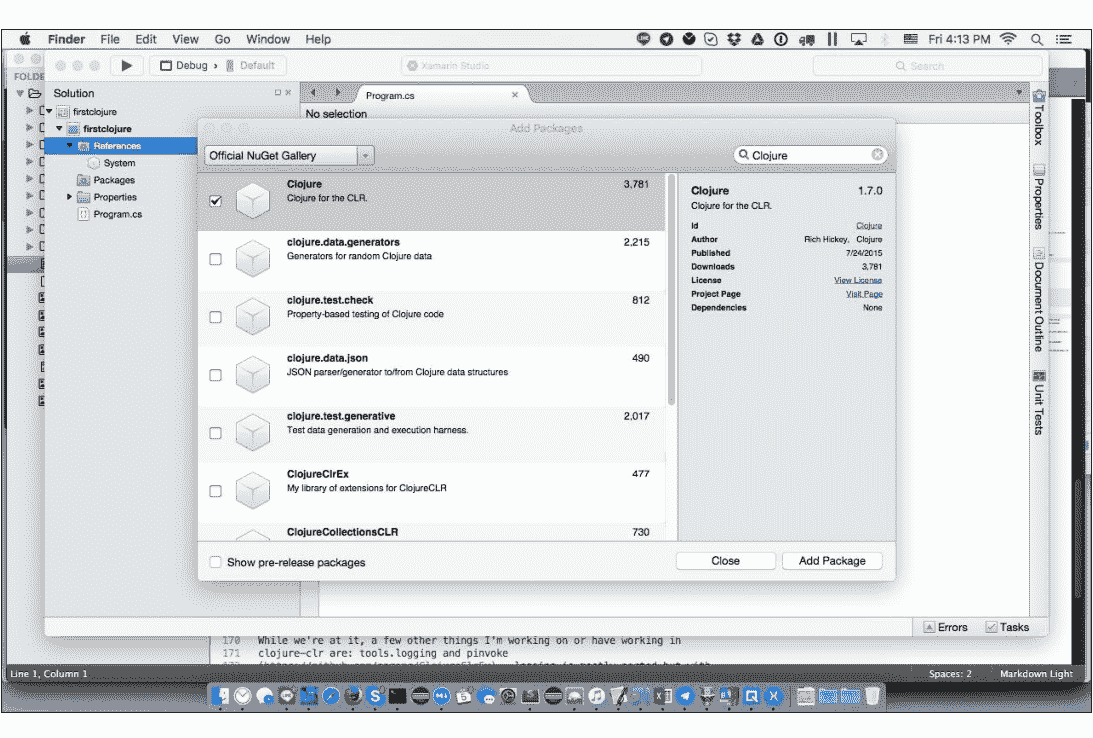 Finder File Edit View Go Window Help Fri 4:13 PM
Debug › Default Xamarin Studio Search
FOLDE
Solution
Program.cs
No selection
firstclojure
firstclojure
References
System
Packages
Properties
Program.cs
Add Packages
Official NuGet Gallery
Clojure
Clojure 3,781
Clojure for the CLR.
clojure.data.generators 2,215
Generators for random Clojure data
clojure.test.check 812
Property-based testing of Clojure code
clojure.data.json 490
JSON parser/generator to/from Clojure data structures
clojure.test.generative 2,017
Test data generation and execution harness.
ClojureClrEx 477
My library of extensions for ClojureCLR
ClojureCollectionsCLR 730
Clojure 1.7.0
Clojure for the CLR.
Id Clojure
Author Rich Hickey, Clojure
Published 7/24/2015
Downloads 3,781
License View License
Project Page Visit Page
Dependencies None
Show pre-release packages
Close Add Package
Toolbox
Properties
Document Outline
Unit Tests
Errors Tasks
170 While we're at it, a few other things I'm working on or have working in
171 clojure-clr are: tools.logging and pinvoke
Line 1, Column 1 Spaces: 2 Markdown Light